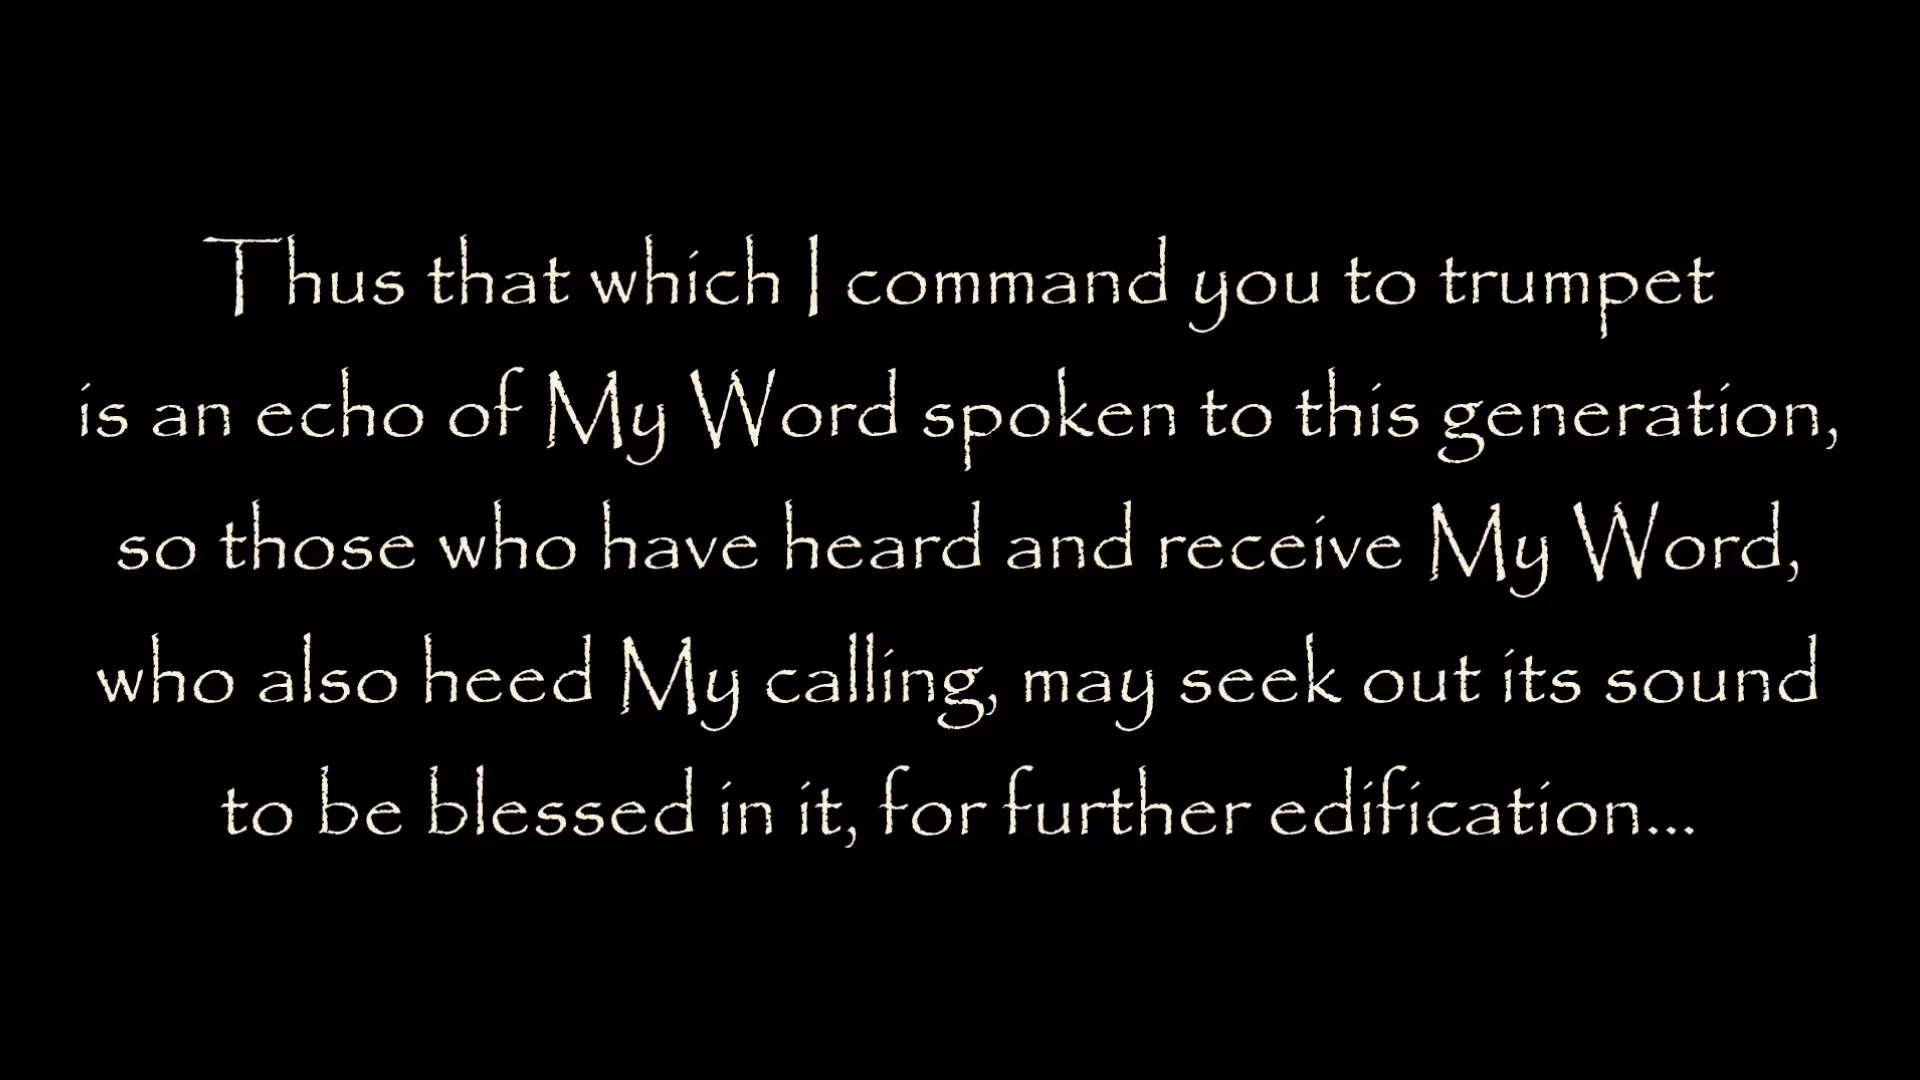 Thus that which I command you to trumpet
is an echo of My Word spoken to this generation,
so those who have heard and receive My Word,
who also heed My calling, may seek out its sound
to be blessed in it, for further edification...